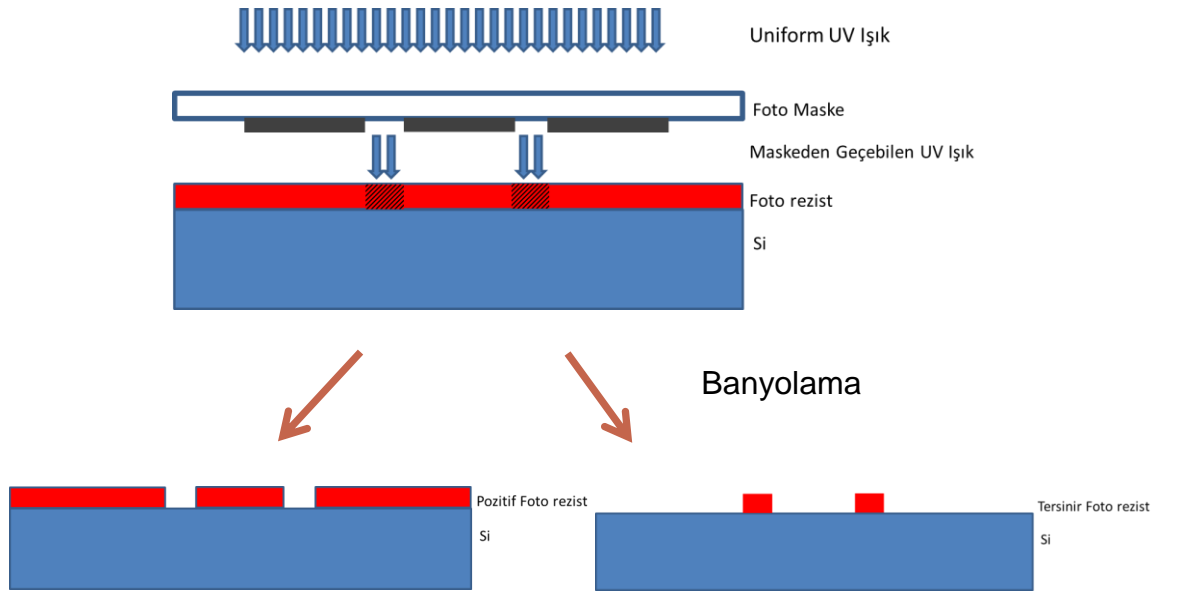 Uniform UV Işık
Foto Maske
Maskeden Geçebilen UV Işık
Foto rezist
Si
Banyolama
Pozitif Foto rezist
Si
Tersinir Foto rezist
Si